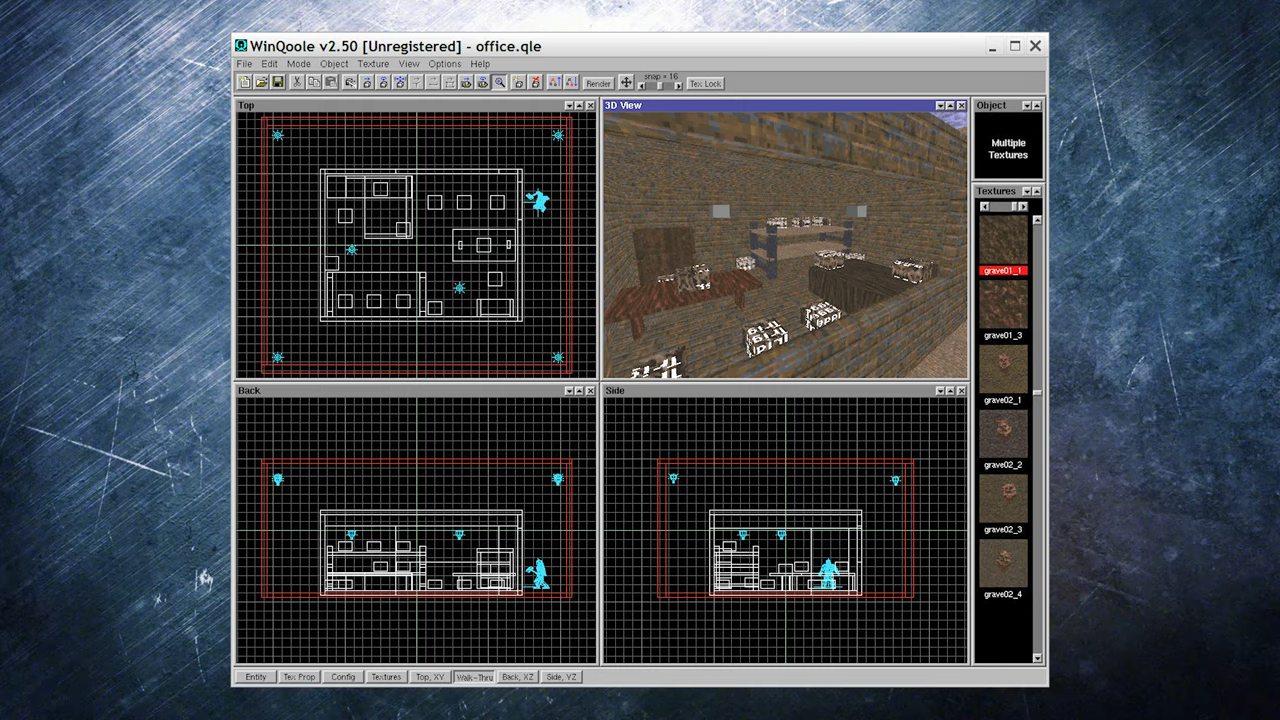 WinQoole v2.50 [Unregistered] - office.qle
File Edit Mode Object Texture View Options Help
Render
snap = 16
Tex Lock
Top
3D View
Object
Multiple
Textures
Textures
grave01_1
grave01_3
grave02_1
grave02_2
grave02_3
grave02_4
Back
Side
Entity Tex Prop Config Textures Top, XY Walk-Thru Back, XZ Side, YZ